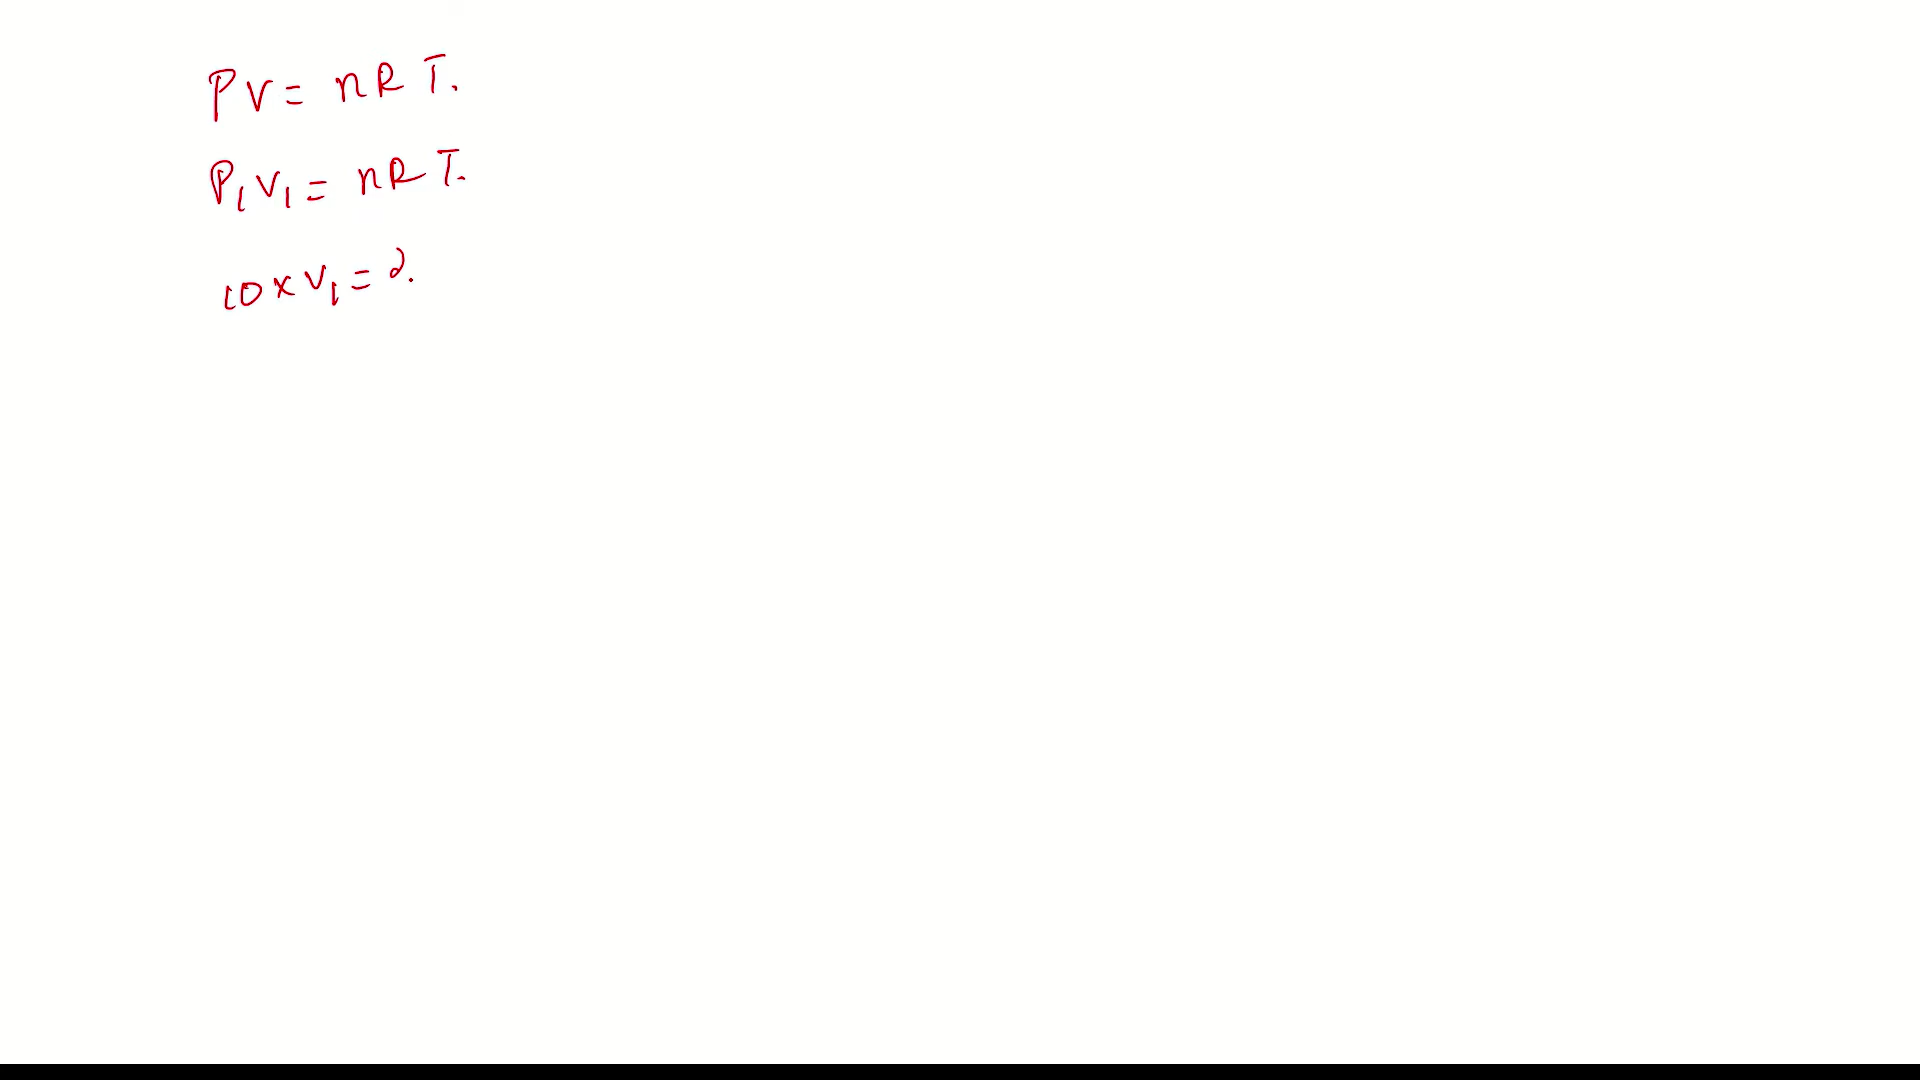 PV = nRT.
P₁V₁ = nRT.
10 x V₁ = 2.